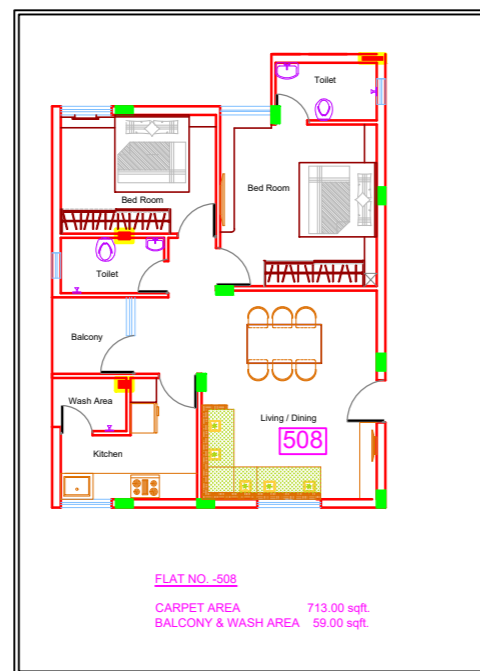 Toilet
Bed Room
Bed Room
Toilet
Balcony
Wash Area
Living / Dining
508
Kitchen
FLAT NO. -508
CARPET AREA 713.00 sqft.
BALCONY & WASH AREA 59.00 sqft.